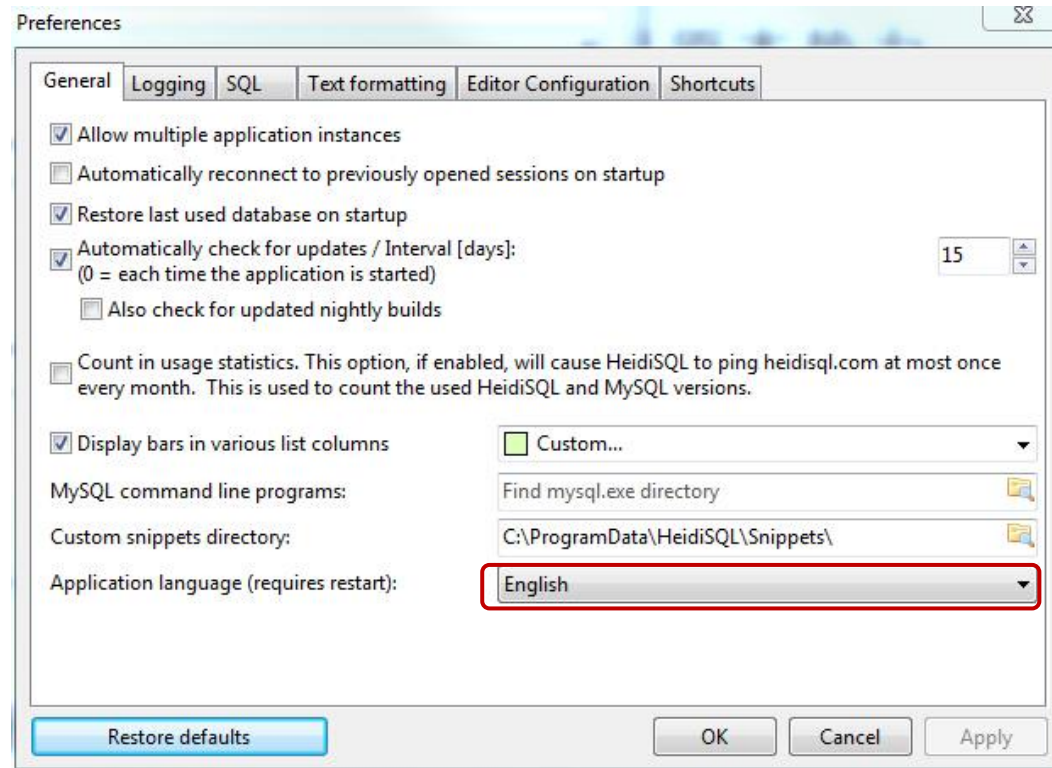 Preferences
General Logging SQL Text formatting Editor Configuration Shortcuts
Allow multiple application instances
Automatically reconnect to previously opened sessions on startup
Restore last used database on startup
Automatically check for updates / Interval [days]: 15
(0 = each time the application is started)
Also check for updated nightly builds
Count in usage statistics. This option, if enabled, will cause HeidiSQL to ping heidisql.com at most once
every month.  This is used to count the used HeidiSQL and MySQL versions.
Display bars in various list columns Custom...
MySQL command line programs: Find mysql.exe directory
Custom snippets directory: C:\ProgramData\HeidiSQL\Snippets\
Application language (requires restart): English
Restore defaults OK Cancel Apply